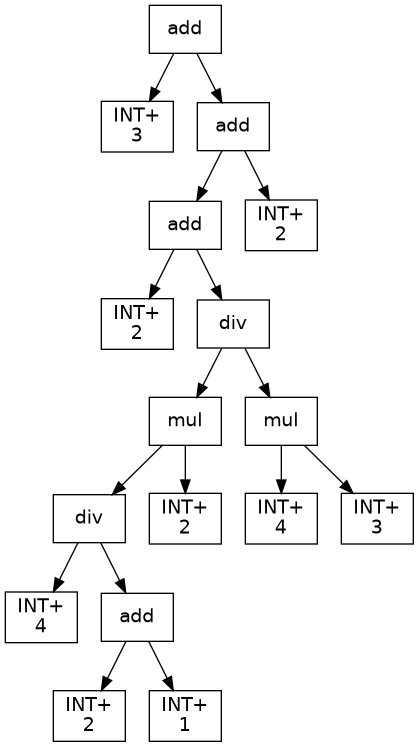 add
INT+
3
add
add
INT+
2
INT+
2
div
mul
mul
div
INT+
2
INT+
4
INT+
3
INT+
4
add
INT+
2
INT+
1